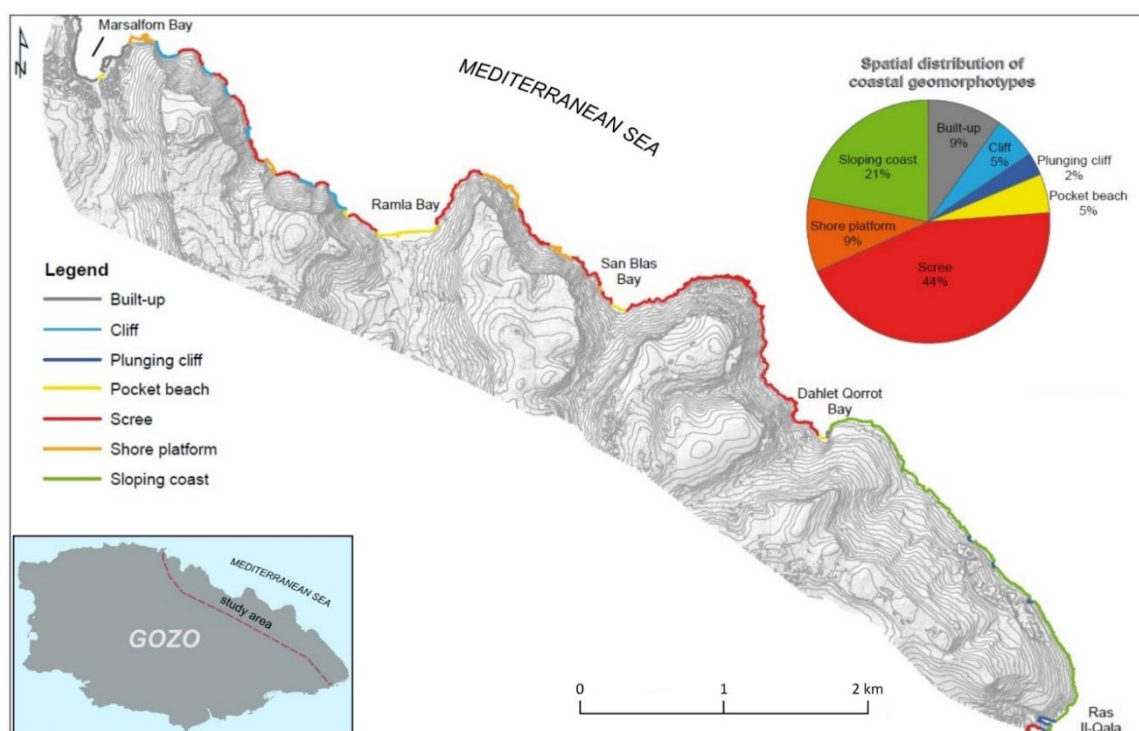 Marsalforn Bay
N
MEDITERRANEAN SEA
Spatial distribution of
coastal geomorphotypes
Built-up
9%
Cliff
5%
Plunging cliff
2%
Pocket beach
5%
Sloping coast
21%
Shore platform
9%
Scree
44%
Ramla Bay
San Blas
Bay
Dahlet Qorrot
Bay
Legend
Built-up
Cliff
Plunging cliff
Pocket beach
Scree
Shore platform
Sloping coast
MEDITERRANEAN SEA
study area
GOZO
0 1 2 km
Ras
Il-Qala